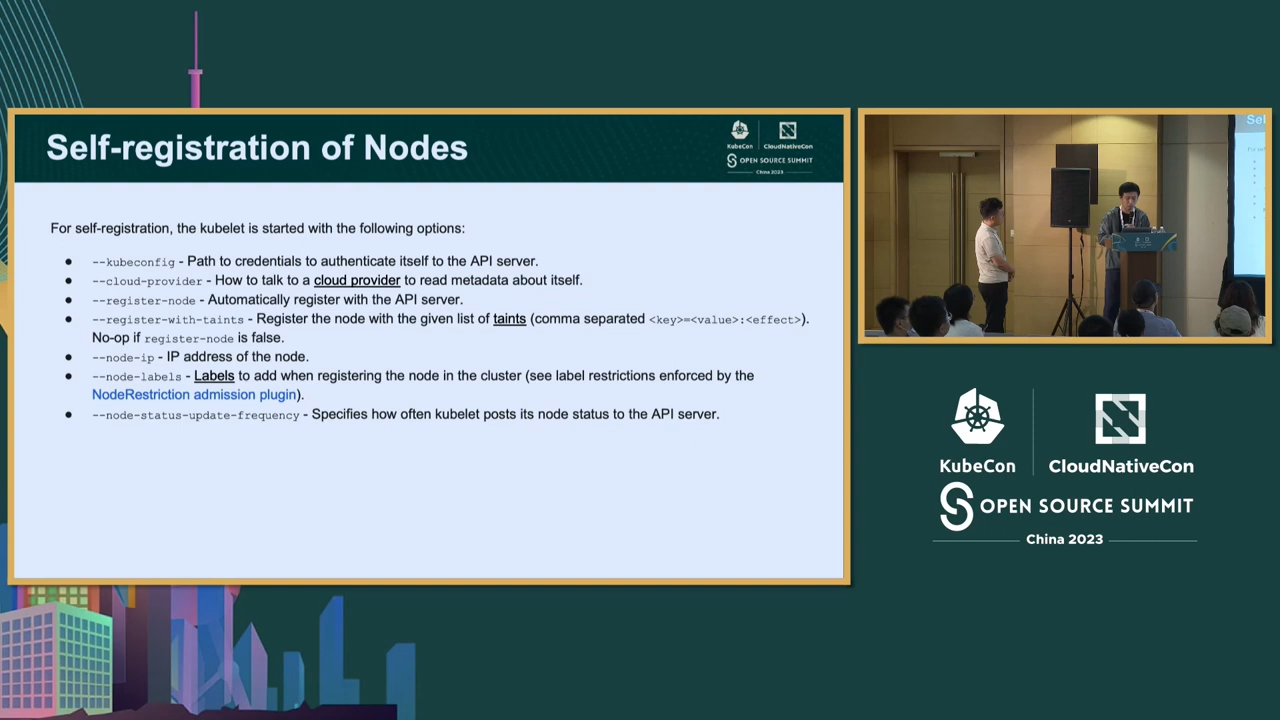 Self-registration of Nodes
KubeCon
CloudNativeCon
OPEN SOURCE SUMMIT
China 2023
For self-registration, the kubelet is started with the following options:
● --kubeconfig - Path to credentials to authenticate itself to the API server.
● --cloud-provider - How to talk to a cloud provider to read metadata about itself.
● --register-node - Automatically register with the API server.
● --register-with-taints - Register the node with the given list of taints (comma separated <key>=<value>:<effect>).
No-op if register-node is false.
● --node-ip - IP address of the node.
● --node-labels - Labels to add when registering the node in the cluster (see label restrictions enforced by the
NodeRestriction admission plugin).
● --node-status-update-frequency - Specifies how often kubelet posts its node status to the API server.
Sel
KubeCon
CloudNativeCon
OPEN SOURCE SUMMIT
China 2023